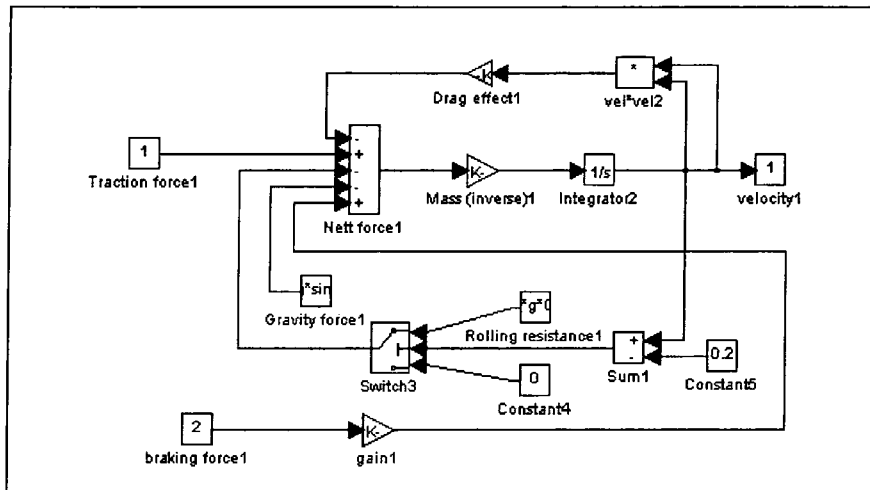 *
-K
Drag effect1
vel*vel2
-
+
-
-
+
1
Traction force1
K-
1/s
1
Mass (inverse)1
Integrator2
velocity1
Nett force1
*sin
Gravity force1
*g*0
Rolling resistance1
+
-
0.2
Sum1
Constant5
Switch3
0
Constant4
2
K-
braking force1
gain1